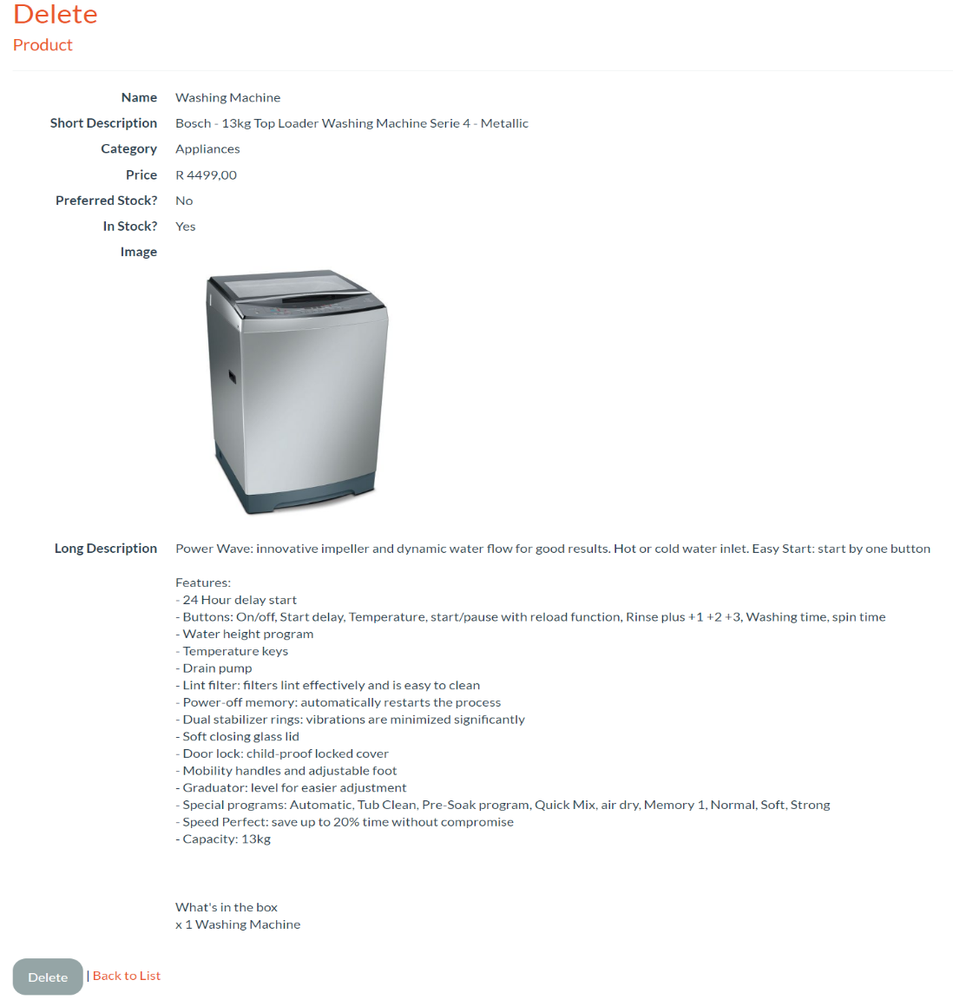 Delete
Product
Name Washing Machine
Short Description Bosch - 13kg Top Loader Washing Machine Serie 4 - Metallic
Category Appliances
Price R 4499,00
Preferred Stock? No
In Stock? Yes
Image
Long Description Power Wave: innovative impeller and dynamic water flow for good results. Hot or cold water inlet. Easy Start: start by one button
Features:
- 24 Hour delay start
- Buttons: On/off, Start delay, Temperature, start/pause with reload function, Rinse plus +1 +2 +3, Washing time, spin time
- Water height program
- Temperature keys
- Drain pump
- Lint filter: filters lint effectively and is easy to clean
- Power-off memory: automatically restarts the process
- Dual stabilizer rings: vibrations are minimized significantly
- Soft closing glass lid
- Door lock: child-proof locked cover
- Mobility handles and adjustable foot
- Graduator: level for easier adjustment
- Special programs: Automatic, Tub Clean, Pre-Soak program, Quick Mix, air dry, Memory 1, Normal, Soft, Strong
- Speed Perfect: save up to 20% time without compromise
- Capacity: 13kg
What's in the box
x 1 Washing Machine
Delete | Back to List